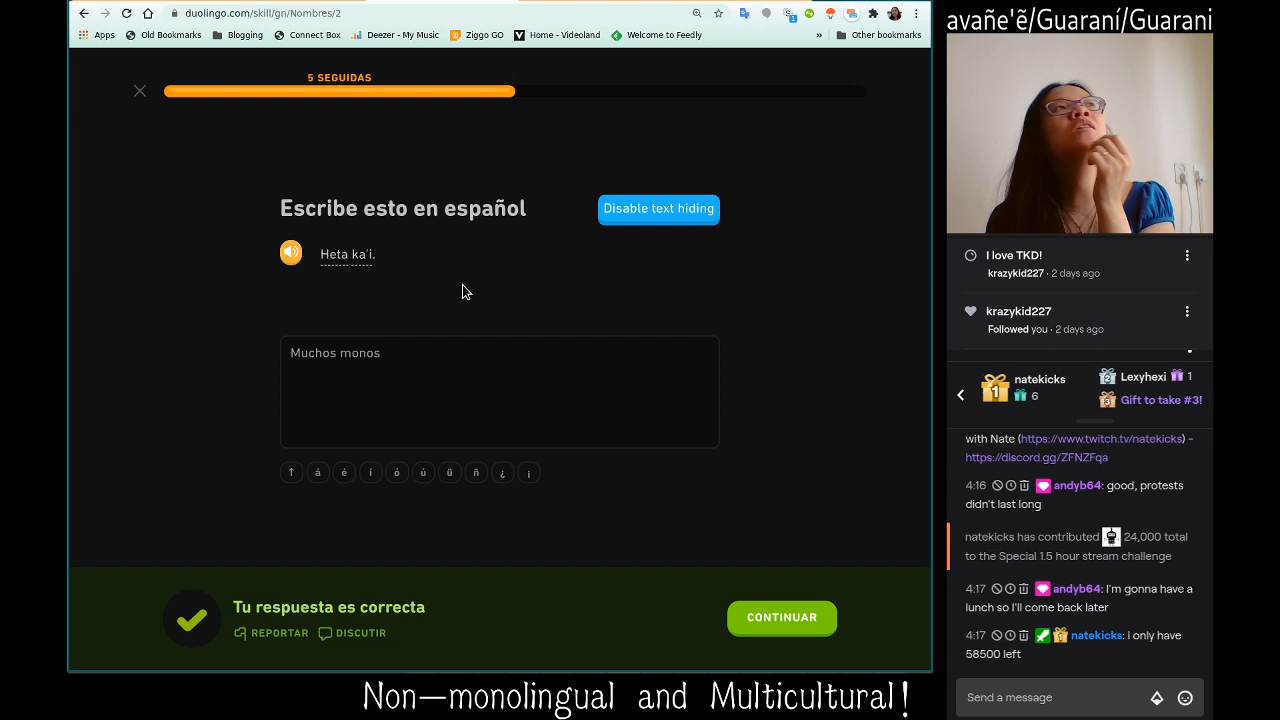 duolingo.com/skill/gn/Nombres/2
Apps Old Bookmarks Blogging Connect Box Deezer - My Music Ziggo GO Home - Videoland Welcome to Feedly » Other bookmarks
avañe'ẽ/Guaraní/Guarani
5 SEGUIDAS
Escribe esto en español
Disable text hiding
Heta ka'i.
Muchos monos
↑ á é í ó ú ü ñ ¿ ¡
Tu respuesta es correcta
REPORTAR DISCUTIR
CONTINUAR
I love TKD!
krazykid227 · 2 days ago
krazykid227
Followed you · 2 days ago
1 natekicks
6
2 Lexyhexi 1
3 Gift to take #3!
with Nate (https://www.twitch.tv/natekicks) -
https://discord.gg/ZFNZFqa
4:16 andyb64: good, protests
didn't last long
natekicks has contributed 24,000 total
to the Special 1.5 hour stream challenge
4:17 andyb64: I'm gonna have a
lunch so I'll come back later
4:17 natekicks: i only have
58500 left
Send a message
Non-monolingual and Multicultural!